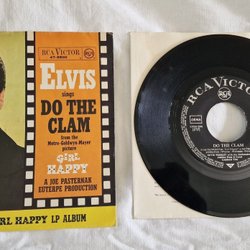 RCA VICTOR
47-8500
ELVIS
sings
DO THE
CLAM
from the
Metro-Goldwyn-Mayer
picture
GIRL
HAPPY
A JOE PASTERNAK
EUTERPE PRODUCTION
IRL HAPPY LP ALBUM
RCA VICTOR
DO THE CLAM